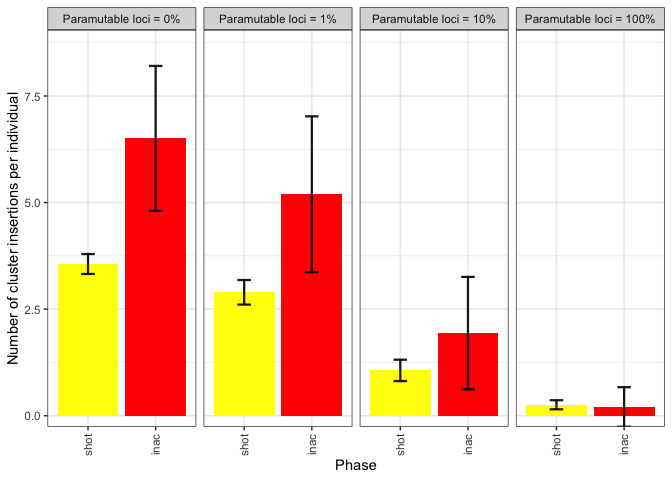 Paramutable loci = 0%
Paramutable loci = 1%
Paramutable loci = 10%
Paramutable loci = 100%
Number of cluster insertions per individual
7.5
5.0
2.5
0.0
shot
inac
shot
inac
shot
inac
shot
inac
Phase